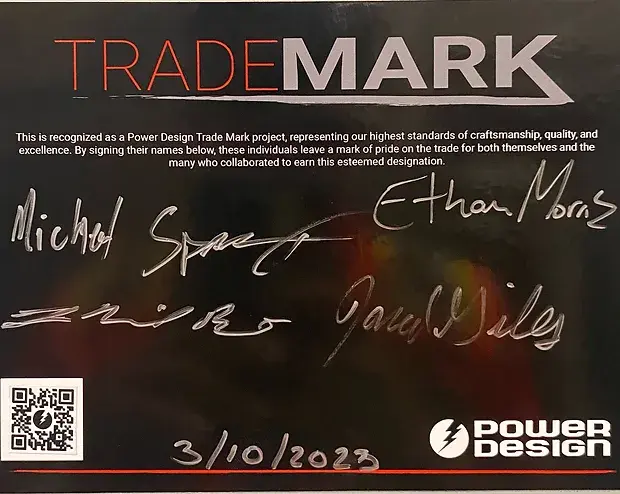 TRADEMARK
This is recognized as a Power Design Trade Mark project, representing our highest standards of craftsmanship, quality, and
excellence. By signing their names below, these individuals leave a mark of pride on the trade for both themselves and the
many who collaborated to earn this esteemed designation.
Ethan Morris
Michael
Giles
3/10/2023
POWER
DESIGN